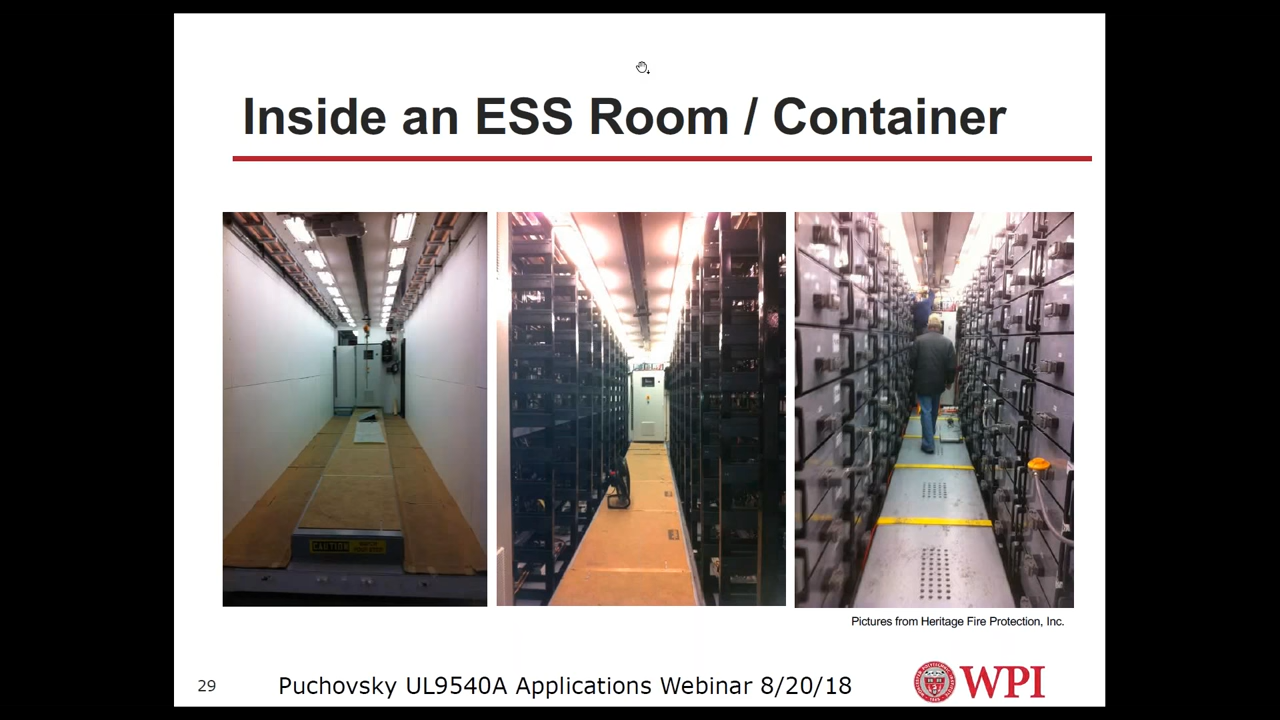 Inside an ESS Room / Container
CAUTION
Pictures from Heritage Fire Protection, Inc.
29
Puchovsky UL9540A Applications Webinar 8/20/18
WPI